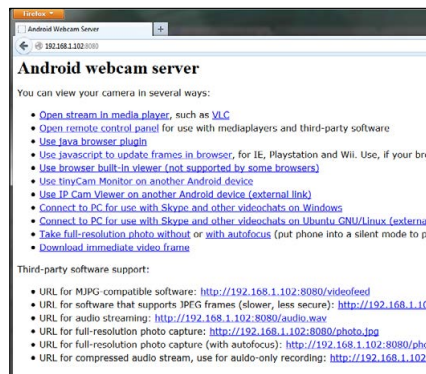 Firefox
Android Webcam Server
+
192.168.1.102:8080
Android webcam server
You can view your camera in several ways:
Open stream in media player, such as VLC
Open remote control panel for use with mediaplayers and third-party software
Use java browser plugin
Use javascript to update frames in browser, for IE, Playstation and Wii. Use, if your bro
Use browser built-in viewer (not supported by some browsers)
Use tinyCam Monitor on another Android device
Use IP Cam Viewer on another Android device (external link)
Connect to PC for use with Skype and other videochats on Windows
Connect to PC for use with Skype and other videochats on Ubuntu GNU/Linux (externa
Take full-resolution photo without or with autofocus (put phone into a silent mode to p
Download immediate video frame
Third-party software support:
URL for MJPG-compatible software: http://192.168.1.102:8080/videofeed
URL for software that supports JPEG frames (slower, less secure): http://192.168.1.10
URL for audio streaming: http://192.168.1.102:8080/audio.wav
URL for full-resolution photo capture: http://192.168.1.102:8080/photo.jpg
URL for full-resolution photo capture (with autofocus): http://192.168.1.102:8080/pho
URL for compressed audio stream, use for auido-only recording: http://192.168.1.102